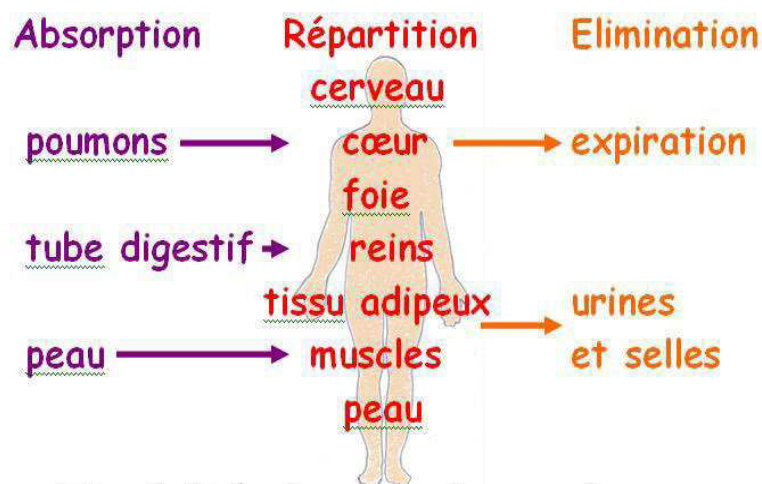 Absorption Répartition Elimination
cerveau
poumons cœur expiration
foie
tube digestif reins
tissu adipeux urines
peau muscles et selles
peau